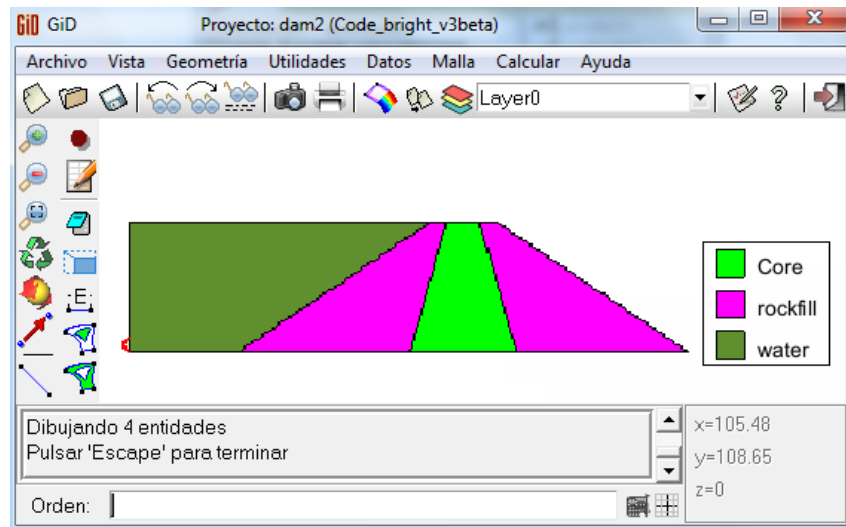 GiD GiD Proyecto: dam2 (Code_bright_v3beta)
Archivo Vista Geometría Utilidades Datos Malla Calcular Ayuda
Layer0
Core
rockfill
water
Dibujando 4 entidades
Pulsar 'Escape' para terminar
Orden:
x=105.48
y=108.65
z=0